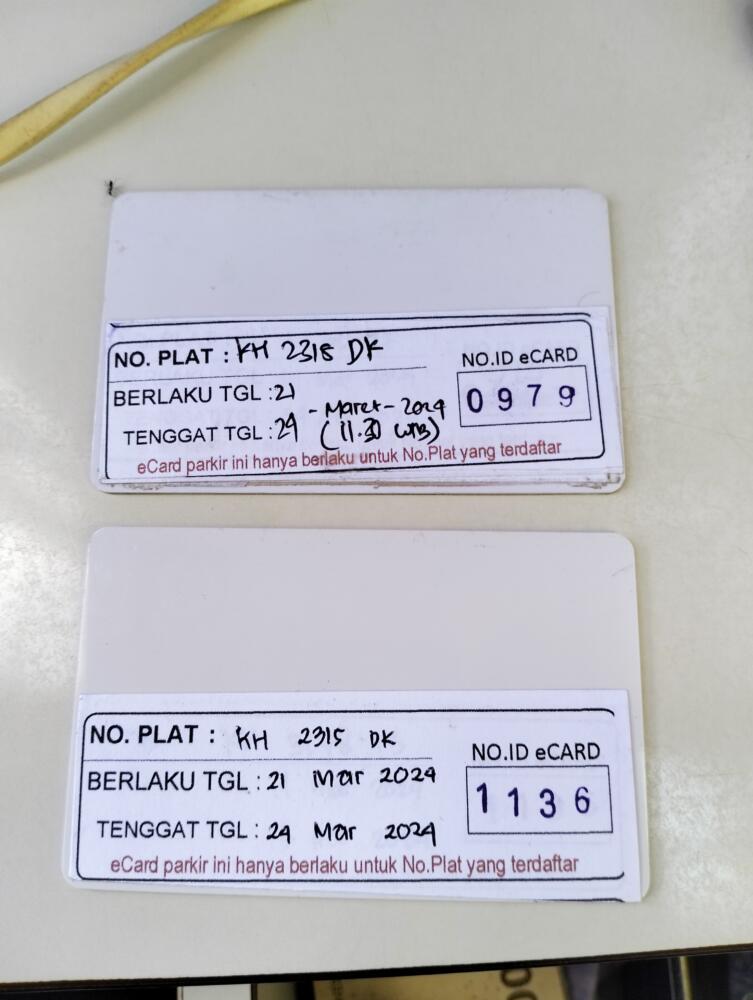 NO. PLAT : KH 2315 DK
NO.ID eCARD
BERLAKU TGL : 21
0979
- Maret - 2024
TENGGAT TGL : 24 (11.30 WIB)
eCard parkir ini hanya berlaku untuk No.Plat yang terdaftar
NO. PLAT : KH 2315 DK
NO.ID eCARD
BERLAKU TGL : 21 Mar 2024
1136
TENGGAT TGL : 24 Mar 2024
eCard parkir ini hanya berlaku untuk No.Plat yang terdaftar